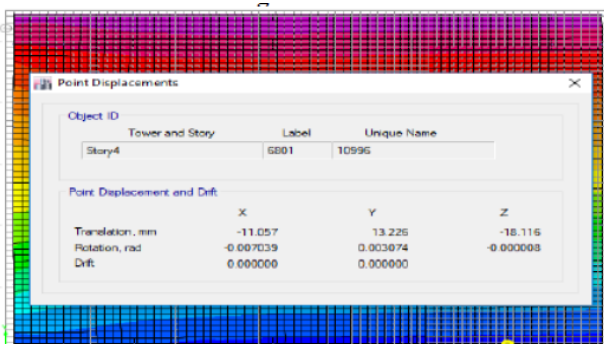 Point Displacements
Object ID
Tower and Story Label Unique Name
Story4 6801 10996
Point Displacement and Drift
X Y Z
Translation, mm -11.057 13.226 -18.116
Rotation, rad -0.007039 0.003074 -0.000008
Drift 0.000000 0.000000